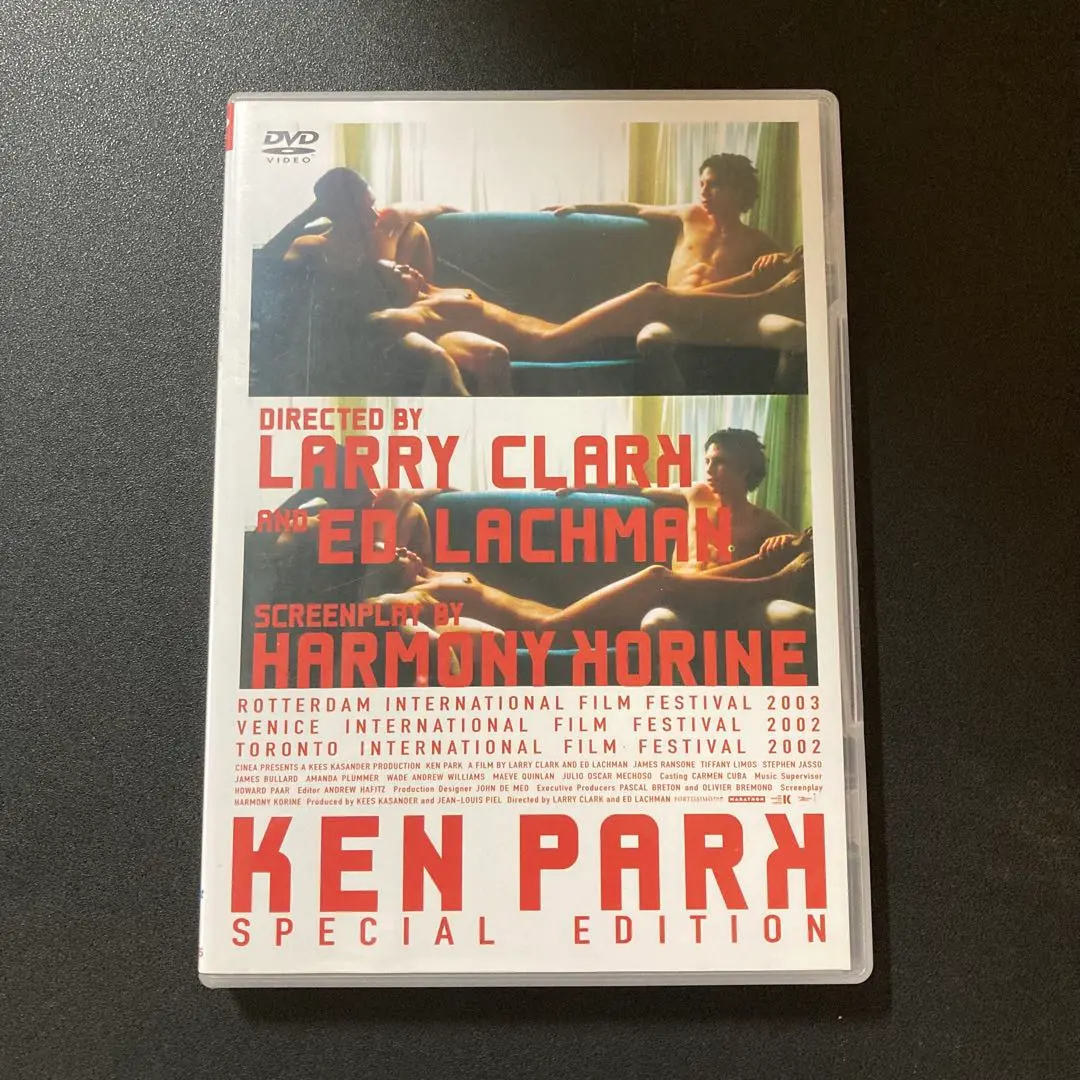 DVD
VIDEO
DIRECTED BY
LARRY CLARK
AND ED LACHMAN
SCREENPLAY BY
HARMONY KORINE
ROTTERDAM INTERNATIONAL FILM FESTIVAL 2003
VENICE INTERNATIONAL FILM FESTIVAL 2002
TORONTO INTERNATIONAL FILM FESTIVAL 2002
CINEA PRESENTS A KEES KASANDER PRODUCTION KEN PARK A FILM BY LARRY CLARK AND ED LACHMAN JAMES RANSONE TIFFANY LIMOS STEPHEN JASSO
JAMES BULLARD AMANDA PLUMMER WADE ANDREW WILLIAMS MAEVE QUINLAN JULIO OSCAR MECHOSO Casting CARMEN CUBA Music Supervisor
HOWARD PAAR Editor ANDREW HAFITZ Production Designer JOHN DE MEO Executive Producers PASCAL BRETON and OLIVIER BREMOND Screenplay
HARMONY KORINE Produced by KEES KASANDER and JEAN-LOUIS PIEL Directed by LARRY CLARK and ED LACHMAN MARATHON K
KEN PARK
SPECIAL EDITION